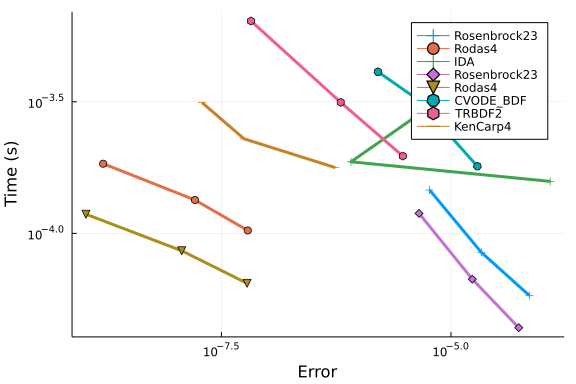 Rosenbrock23
Rodas4
IDA
Rosenbrock23
Rodas4
CVODE_BDF
TRBDF2
KenCarp4
Time (s)
10^-3.5
10^-4.0
10^-7.5
10^-5.0
Error